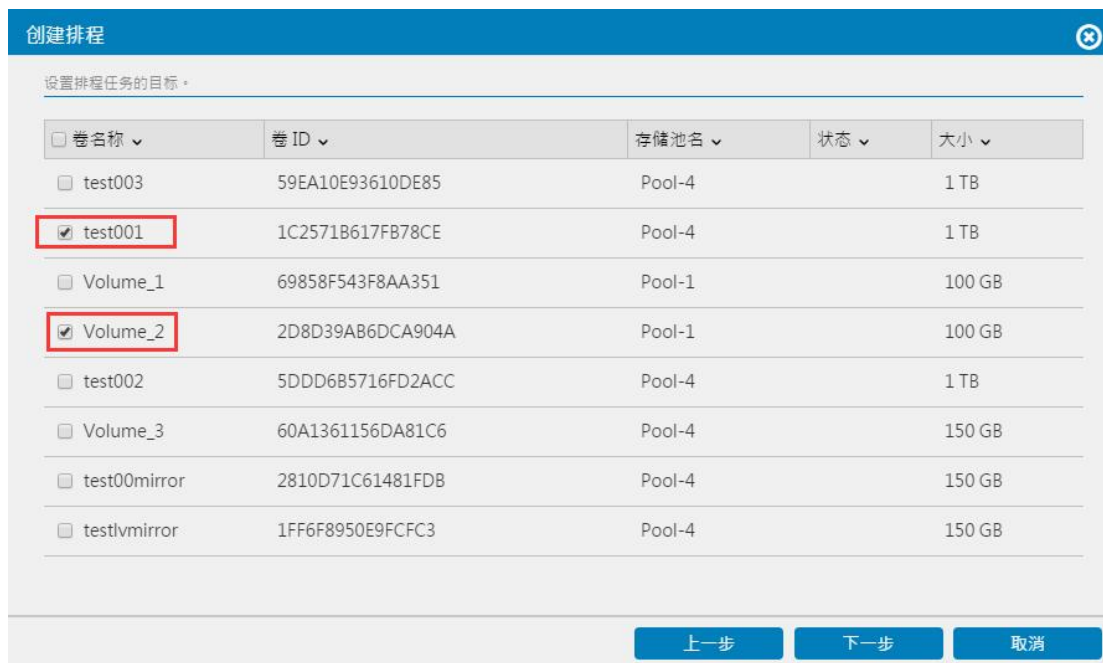 创建排程
设置排程任务的目标。
卷名称 卷 ID 存储池名 状态 大小
test003 59EA10E93610DE85 Pool-4 1 TB
test001 1C2571B617FB78CE Pool-4 1 TB
Volume_1 69858F543F8AA351 Pool-1 100 GB
Volume_2 2D8D39AB6DCA904A Pool-1 100 GB
test002 5DDD6B5716FD2ACC Pool-4 1 TB
Volume_3 60A1361156DA81C6 Pool-4 150 GB
test00mirror 2810D71C61481FDB Pool-4 150 GB
testlvmirror 1FF6F8950E9FCFC3 Pool-4 150 GB
上一步 下一步 取消